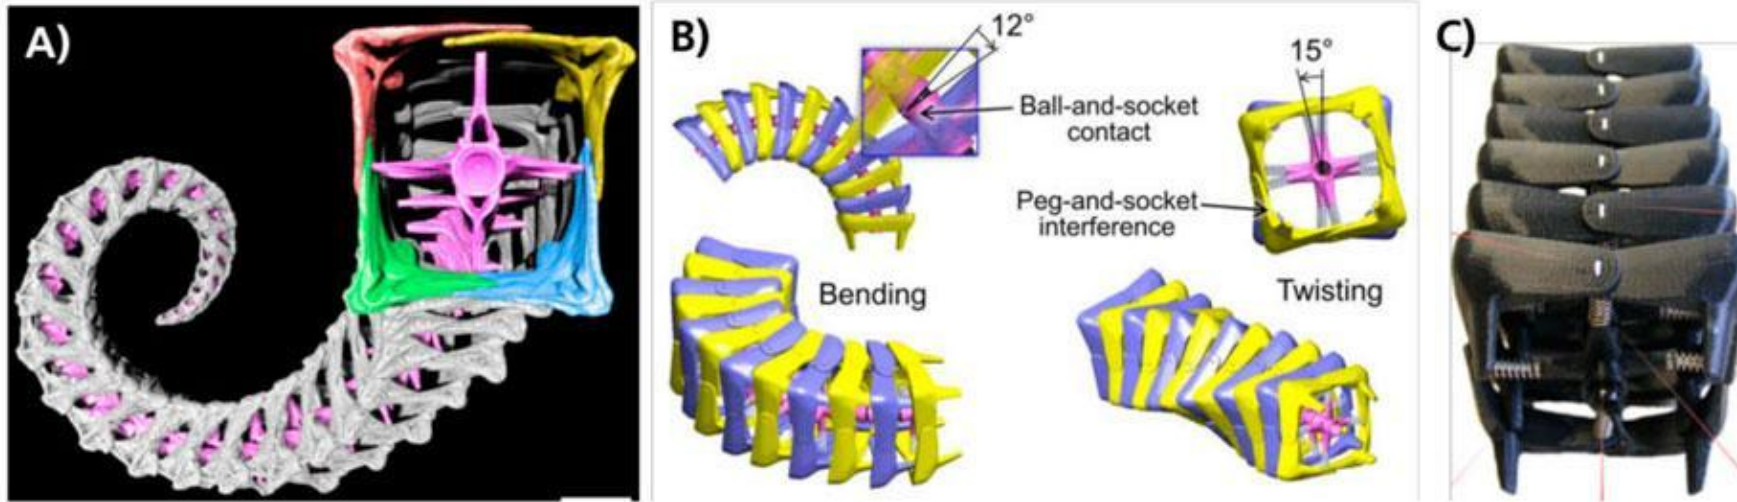 A)
B)
12°
Ball-and-socket
contact
15°
Peg-and-socket
interference
Bending
Twisting
C)